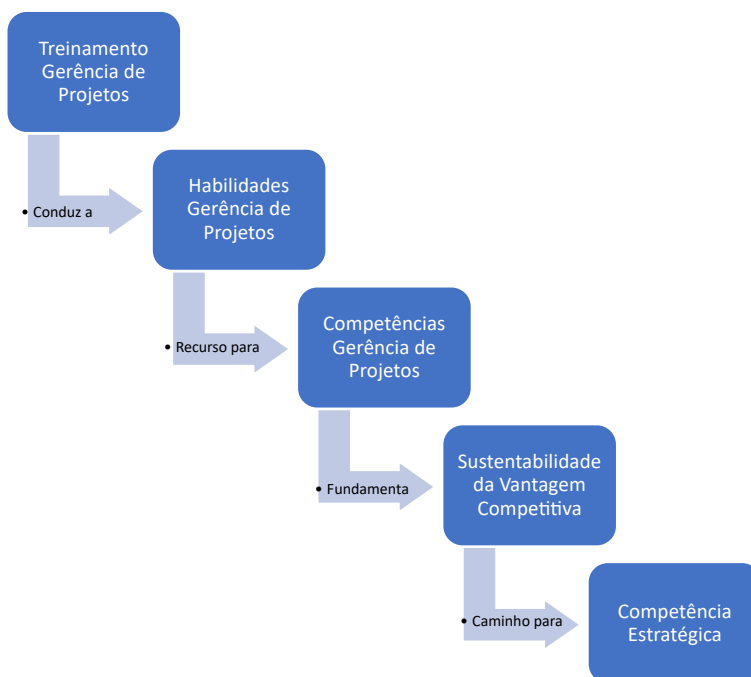 Treinamento
Gerência de
Projetos
• Conduz a
Habilidades
Gerência de
Projetos
• Recurso para
Competências
Gerência de
Projetos
• Fundamenta
Sustentabilidade
da Vantagem
Competitiva
• Caminho para
Competência
Estratégica